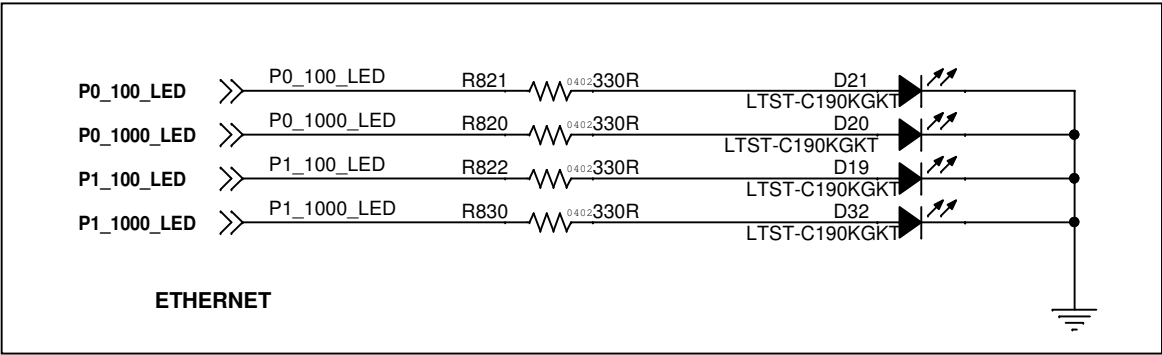 P0_100_LED P0_100_LED R821 0402 330R D21
LTST-C190KGKT
P0_1000_LED P0_1000_LED R820 0402 330R D20
LTST-C190KGKT
P1_100_LED P1_100_LED R822 0402 330R D19
LTST-C190KGKT
P1_1000_LED P1_1000_LED R830 0402 330R D32
LTST-C190KGKT
ETHERNET